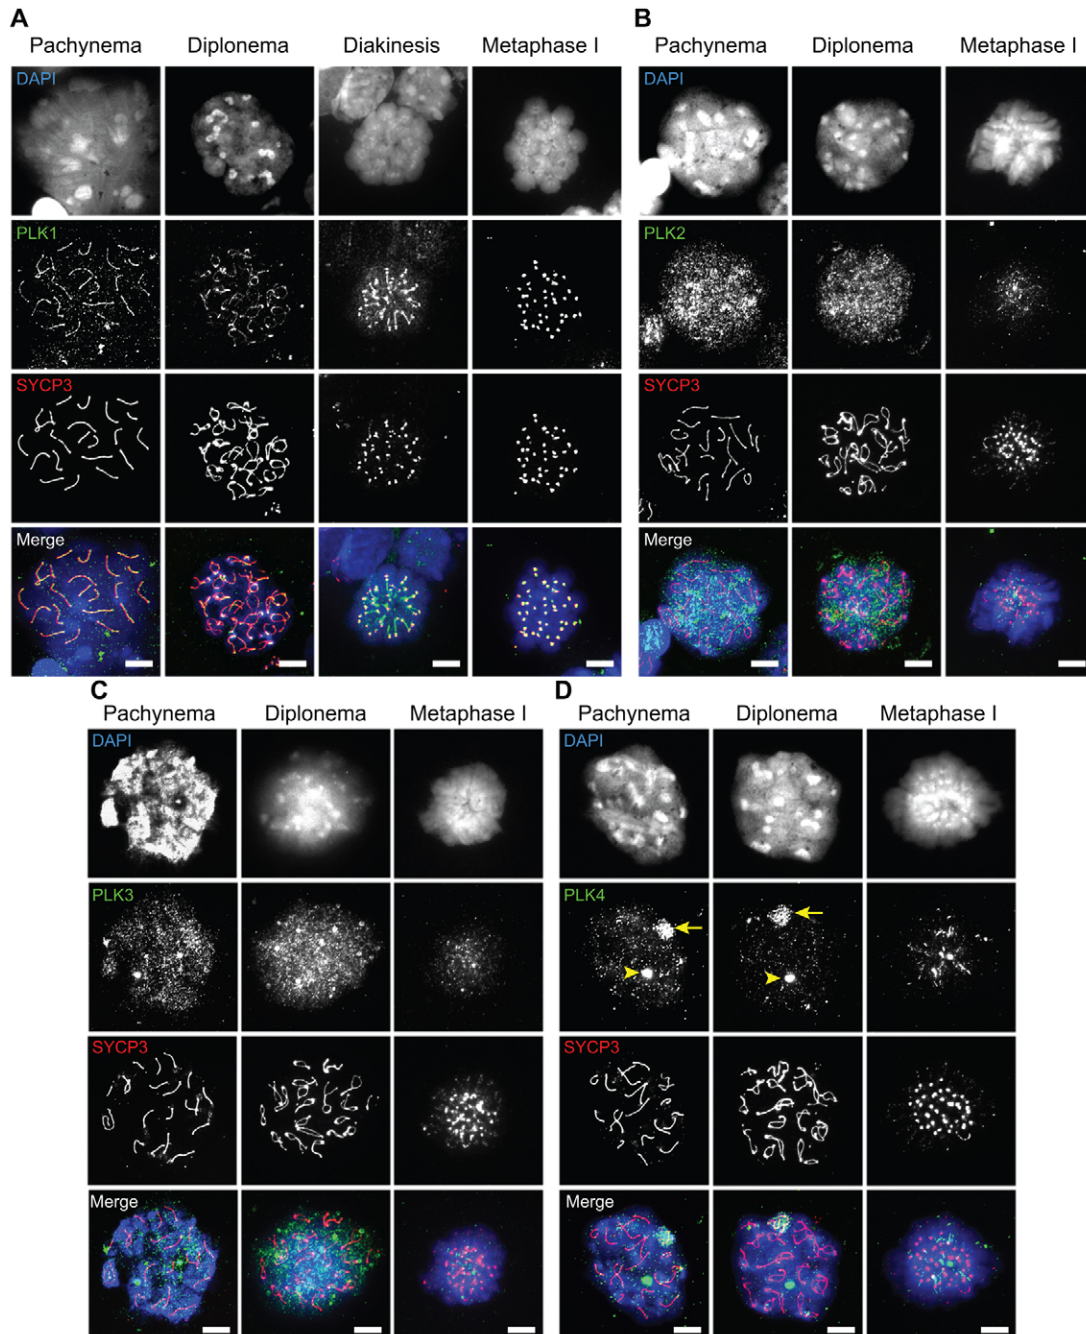 A
Pachynema Diplonema Diakinesis Metaphase I
DAPI
PLK1
SYCP3
Merge
B
Pachynema Diplonema Metaphase I
DAPI
PLK2
SYCP3
Merge
C
Pachynema Diplonema Metaphase I
DAPI
PLK3
SYCP3
Merge
D
Pachynema Diplonema Metaphase I
DAPI
PLK4
SYCP3
Merge